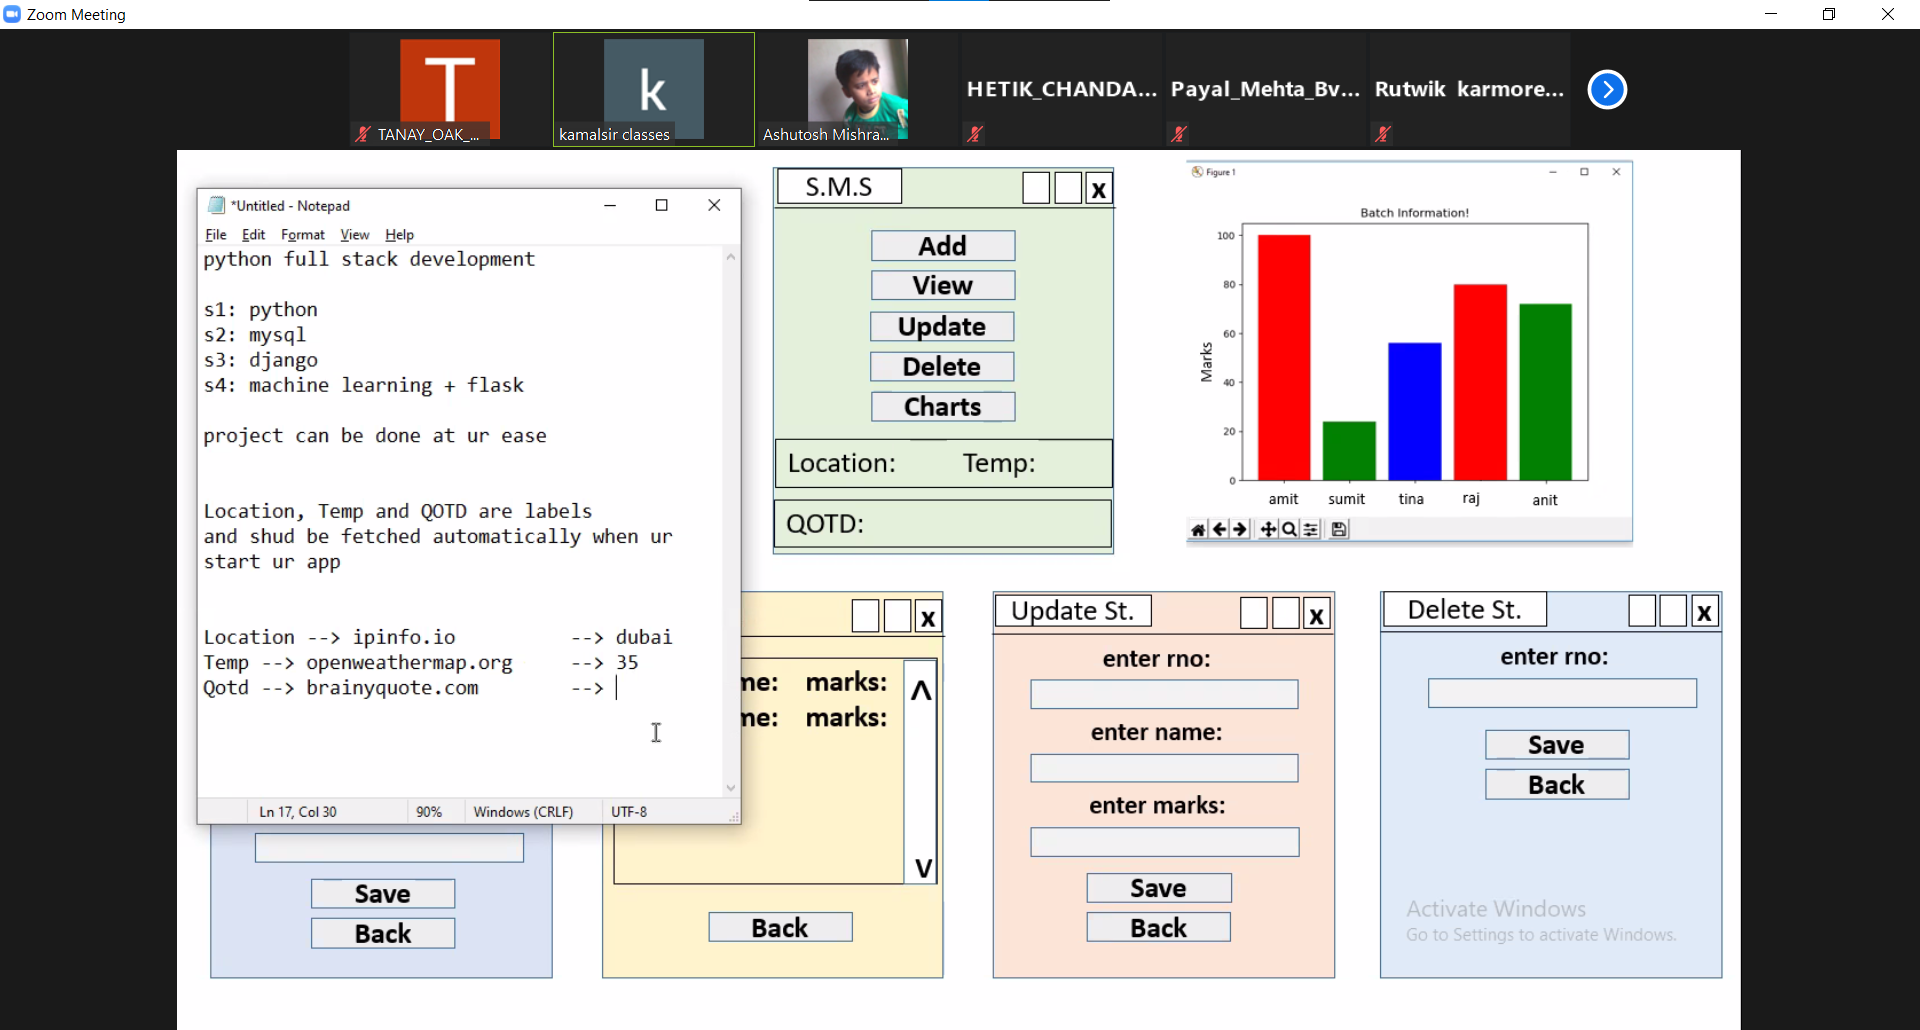 Zoom Meeting
T
k
TANAY_OAK_...
kamalsir classes
Ashutosh Mishra...
HETIK_CHANDA...
Payal_Mehta_Bv...
Rutwik karmore...
*Untitled - Notepad
File Edit Format View Help
python full stack development
s1: python
s2: mysql
s3: django
s4: machine learning + flask
project can be done at ur ease
Location, Temp and QOTD are labels
and shud be fetched automatically when ur
start ur app
Location --> ipinfo.io --> dubai
Temp --> openweathermap.org --> 35
Qotd --> brainyquote.com -->
Ln 17, Col 30 90% Windows (CRLF) UTF-8
S.M.S X
Add
View
Update
Delete
Charts
Location: Temp:
QOTD:
Figure 1
Batch Information!
Marks
100
80
60
40
20
0
amit sumit tina raj anit
Save
Back
X
me: marks:
me: marks:
Back
Update St. X
enter rno:
enter name:
enter marks:
Save
Back
Delete St. X
enter rno:
Save
Back
Activate Windows
Go to Settings to activate Windows.